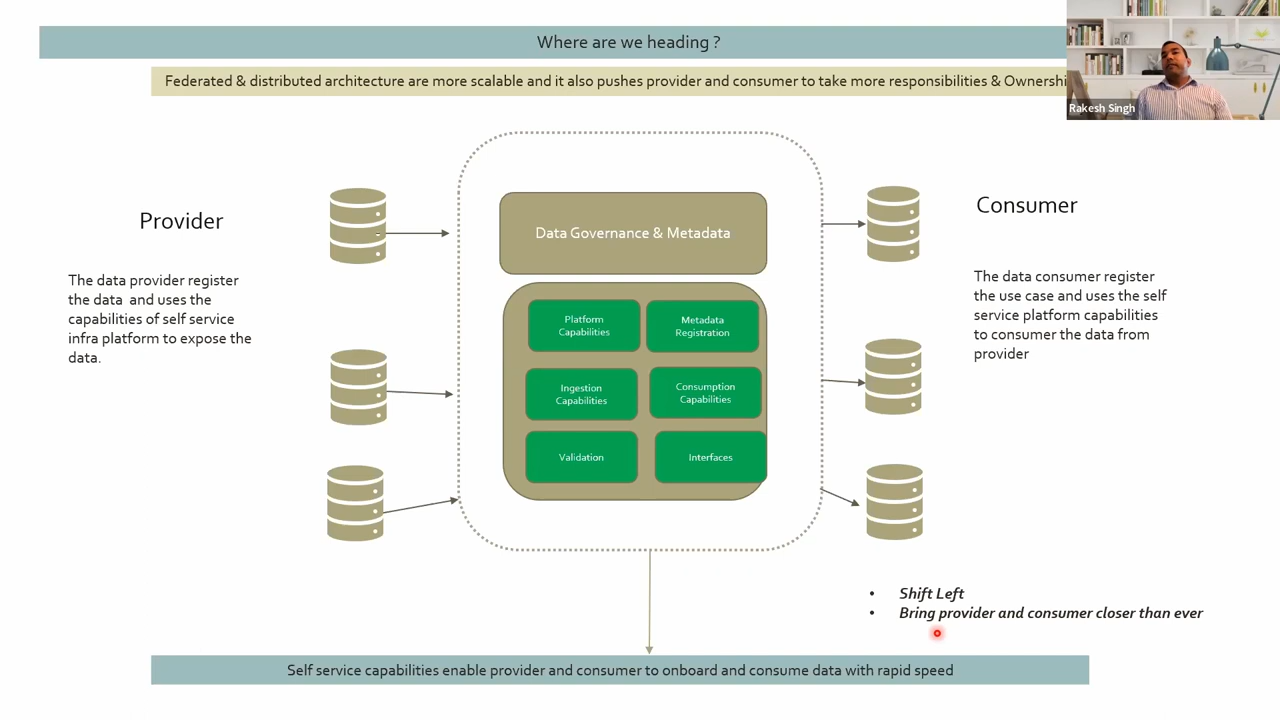 Where are we heading ?
Federated & distributed architecture are more scalable and it also pushes provider and consumer to take more responsibilities &
Rakesh Singh
Provider
The data provider register
the data and uses the
capabilities of self service
infra platform to expose the
data.
Data Governance & Metadata
Platform
Capabilities
Metadata
Registration
Ingestion
Capabilities
Consumption
Capabilities
Validation
Interfaces
Consumer
The data consumer register
the use case and uses the self
service platform capabilities
to consumer the data from
provider
• Shift Left
• Bring provider and consumer closer than ever
Self service capabilities enable provider and consumer to onboard and consume data with rapid speed